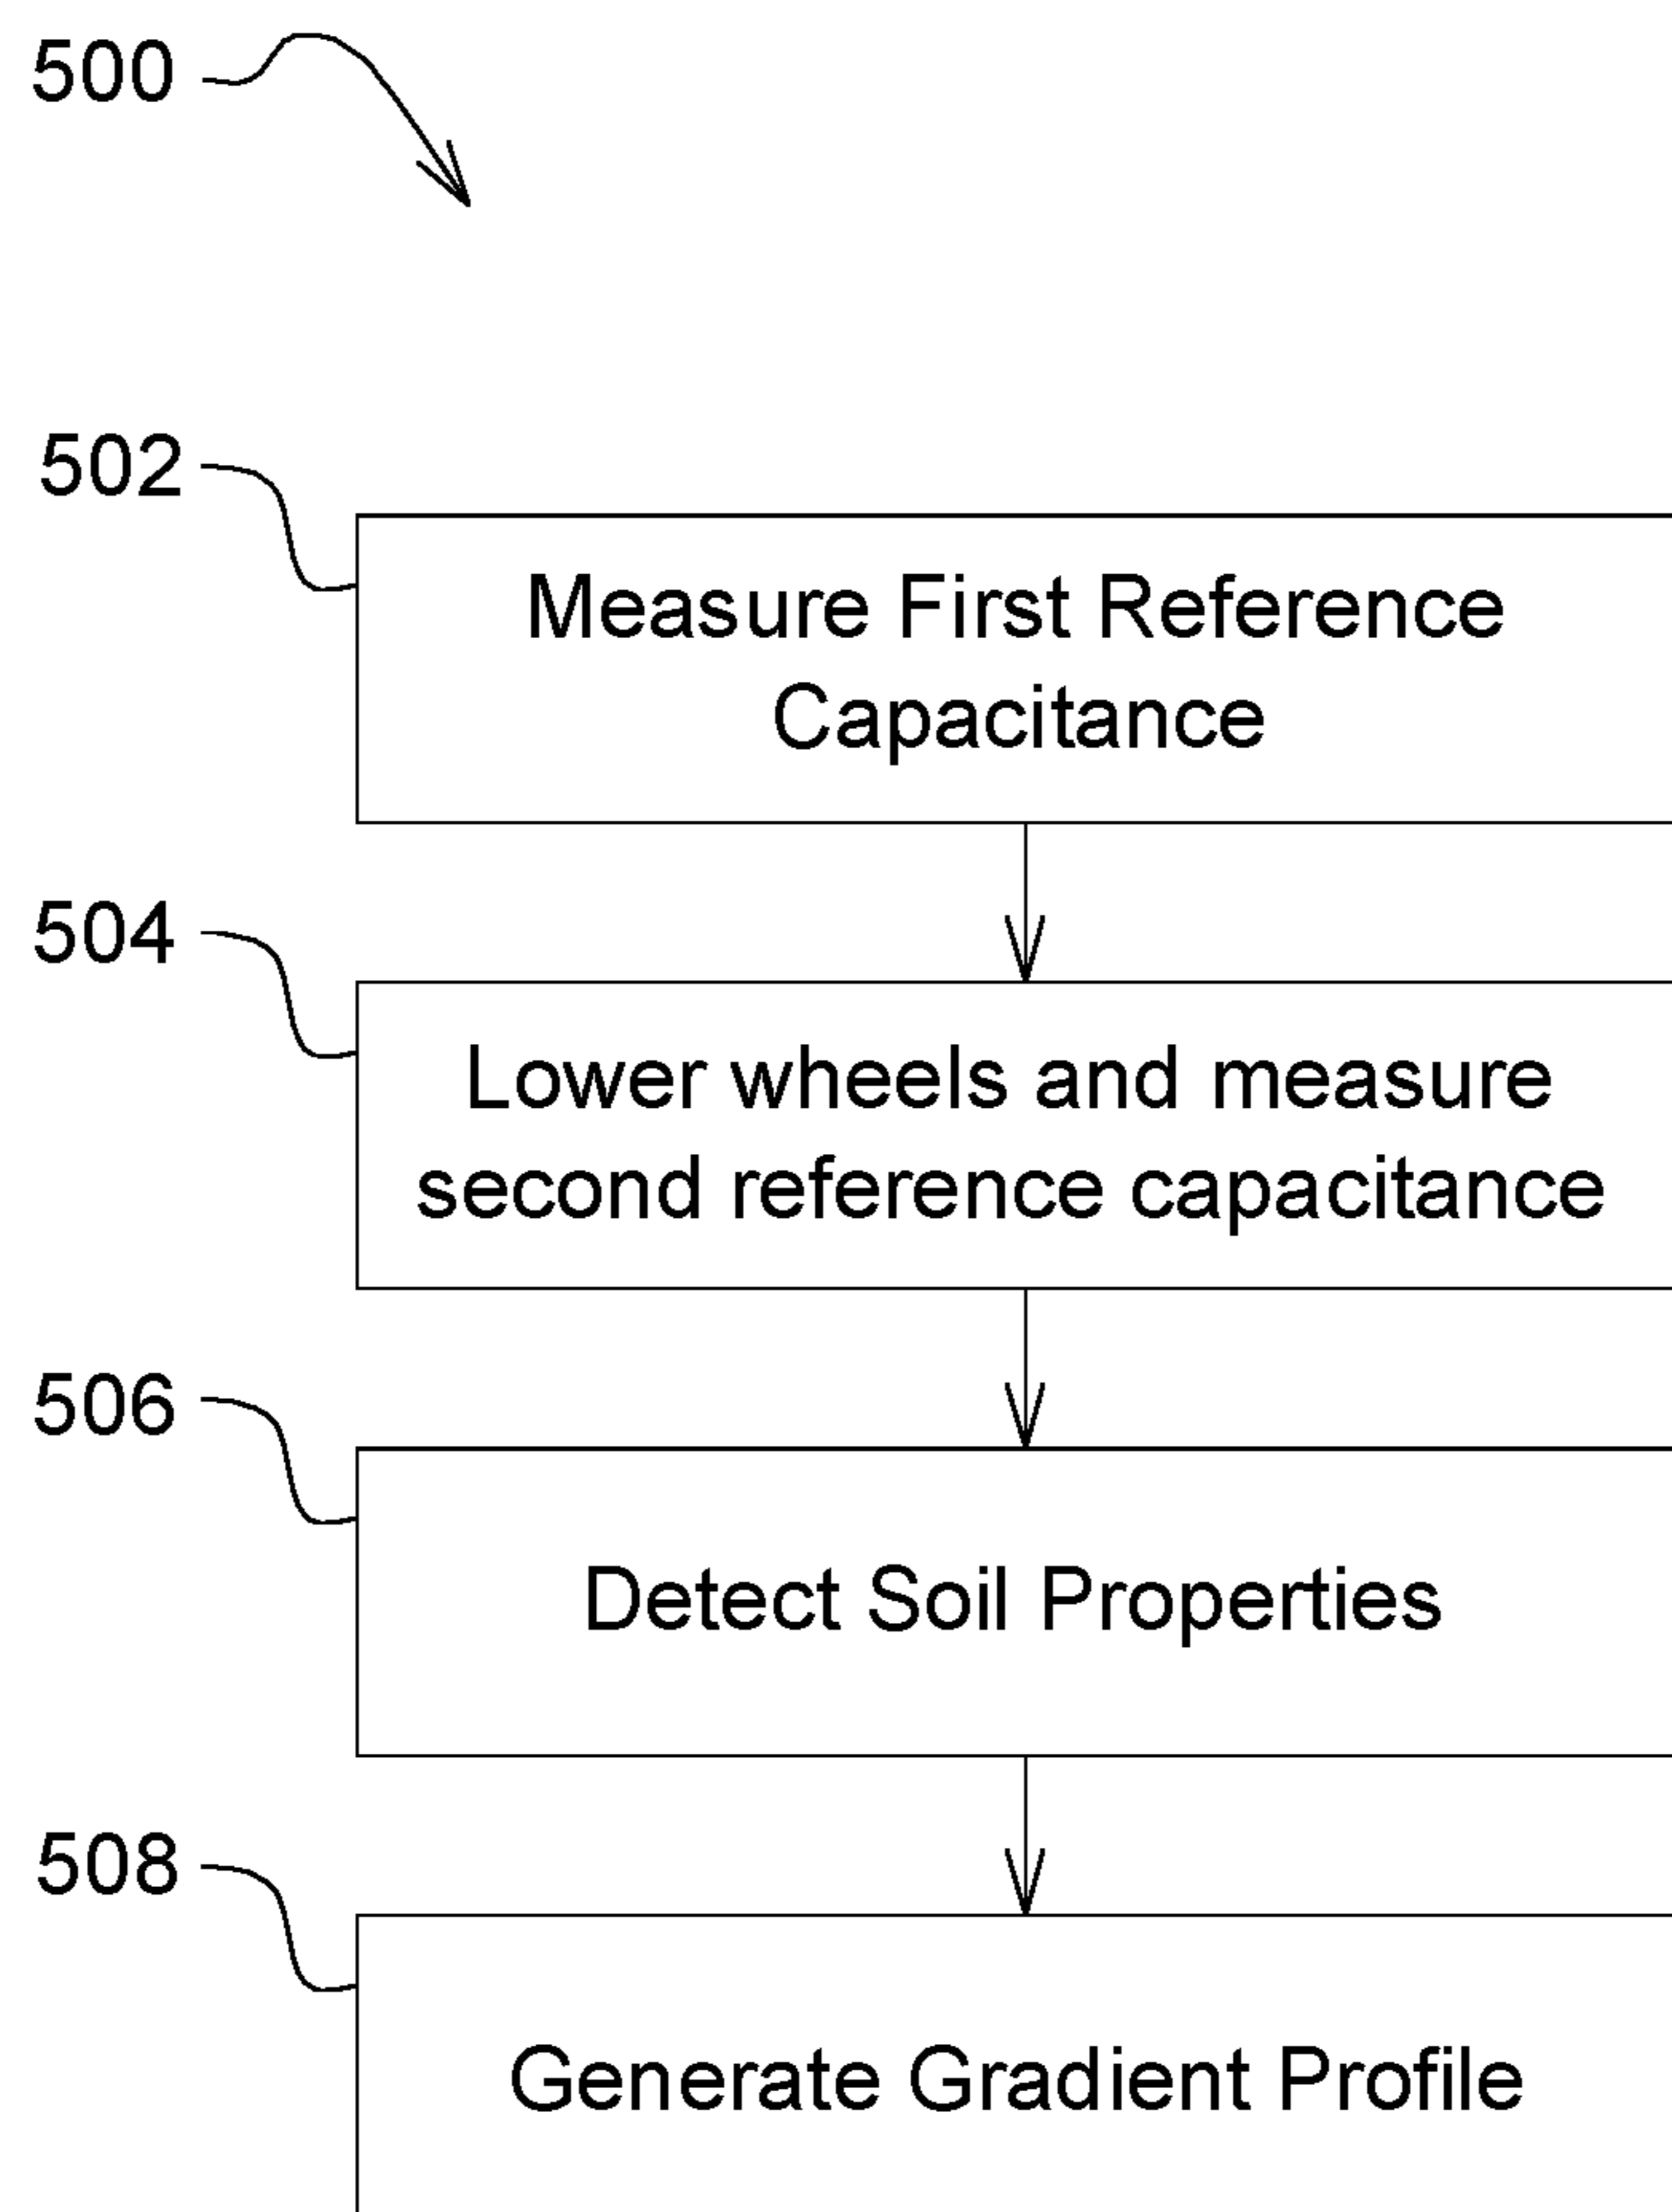 500
502
Measure First Reference
Capacitance
504
Lower wheels and measure
second reference capacitance
506
Detect Soil Properties
508
Generate Gradient Profile